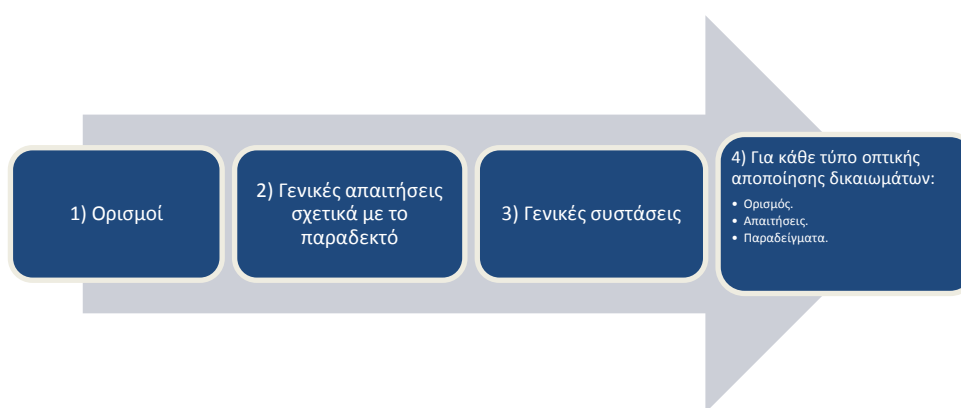 1) Ορισμοί
2) Γενικές απαιτήσεις
σχετικά με το
παραδεκτό
3) Γενικές συστάσεις
4) Για κάθε τύπο οπτικής
αποποίησης δικαιωμάτων:
• Ορισμός.
• Απαιτήσεις.
• Παραδείγματα.